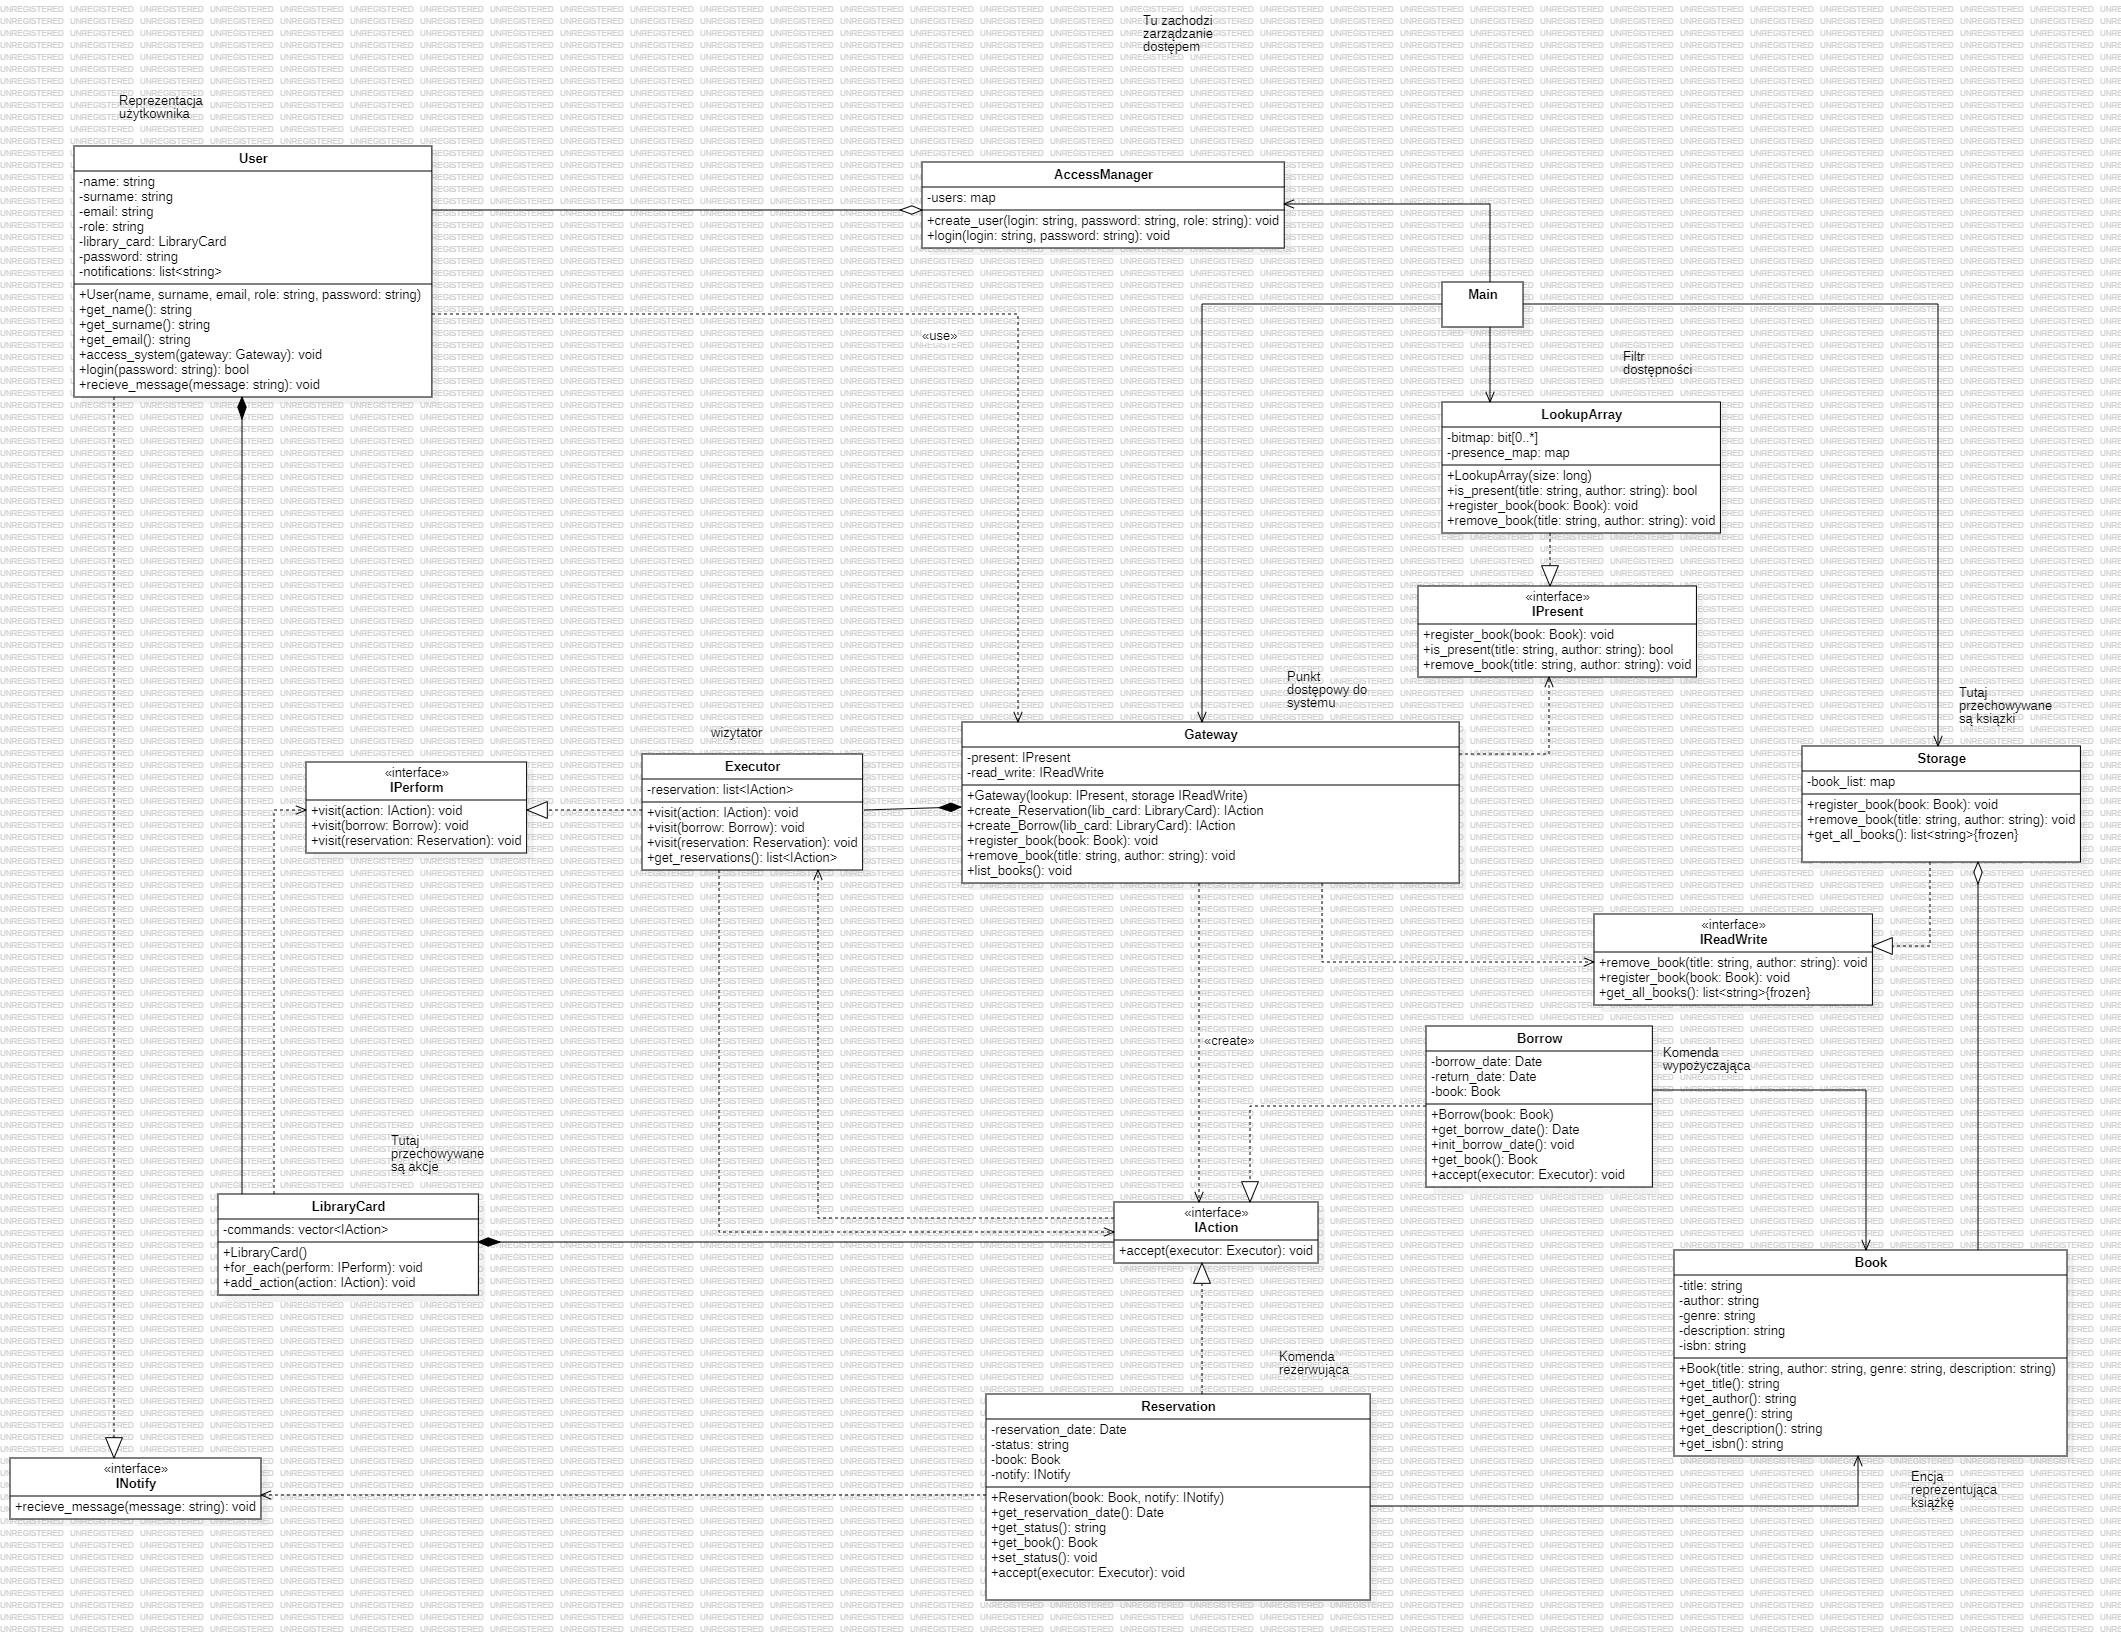 Tu zachodzi
zarządzanie
dostępem
Reprezentacja
użytkownika
User
-name: string
-surname: string
-email: string
-role: string
-library_card: LibraryCard
-password: string
-notifications: list<string>
+User(name, surname, email, role: string, password: string)
+get_name(): string
+get_surname(): string
+get_email(): string
+access_system(gateway: Gateway): void
+login(password: string): bool
+recieve_message(message: string): void
AccessManager
-users: map
+create_user(login: string, password: string, role: string): void
+login(login: string, password: string): void
Main
«use»
Filtr
dostępności
LookupArray
-bitmap: bit[0..*]
-presence_map: map
+LookupArray(size: long)
+is_present(title: string, author: string): bool
+register_book(book: Book): void
+remove_book(title: string, author: string): void
«interface»
IPresent
+register_book(book: Book): void
+is_present(title: string, author: string): bool
+remove_book(title: string, author: string): void
Punkt
dostępowy do
systemu
Tutaj
przechowywane
są książki
wizytator
«interface»
IPerform
+visit(action: IAction): void
+visit(borrow: Borrow): void
+visit(reservation: Reservation): void
Executor
-reservation: list<IAction>
+visit(action: IAction): void
+visit(borrow: Borrow): void
+visit(reservation: Reservation): void
+get_reservations(): list<IAction>
Gateway
-present: IPresent
-read_write: IReadWrite
+Gateway(lookup: IPresent, storage IReadWrite)
+create_Reservation(lib_card: LibraryCard): IAction
+create_Borrow(lib_card: LibraryCard): IAction
+register_book(book: Book): void
+remove_book(title: string, author: string): void
+list_books(): void
Storage
-book_list: map
+register_book(book: Book): void
+remove_book(title: string, author: string): void
+get_all_books(): list<string>{frozen}
«interface»
IReadWrite
+remove_book(title: string, author: string): void
+register_book(book: Book): void
+get_all_books(): list<string>{frozen}
«create»
Borrow
-borrow_date: Date
-return_date: Date
-book: Book
+Borrow(book: Book)
+get_borrow_date(): Date
+init_borrow_date(): void
+get_book(): Book
+accept(executor: Executor): void
Komenda
wypożyczająca
Tutaj
przechowywane
są akcje
LibraryCard
-commands: vector<IAction>
+LibraryCard()
+for_each(perform: IPerform): void
+add_action(action: IAction): void
«interface»
IAction
+accept(executor: Executor): void
Book
-title: string
-author: string
-genre: string
-description: string
-isbn: string
+Book(title: string, author: string, genre: string, description: string)
+get_title(): string
+get_author(): string
+get_genre(): string
+get_description(): string
+get_isbn(): string
Komenda
rezerwująca
Reservation
-reservation_date: Date
-status: string
-book: Book
-notify: INotify
+Reservation(book: Book, notify: INotify)
+get_reservation_date(): Date
+get_status(): string
+get_book(): Book
+set_status(): void
+accept(executor: Executor): void
«interface»
INotify
+recieve_message(message: string): void
Encja
reprezentująca
książkę
UNREGISTERED